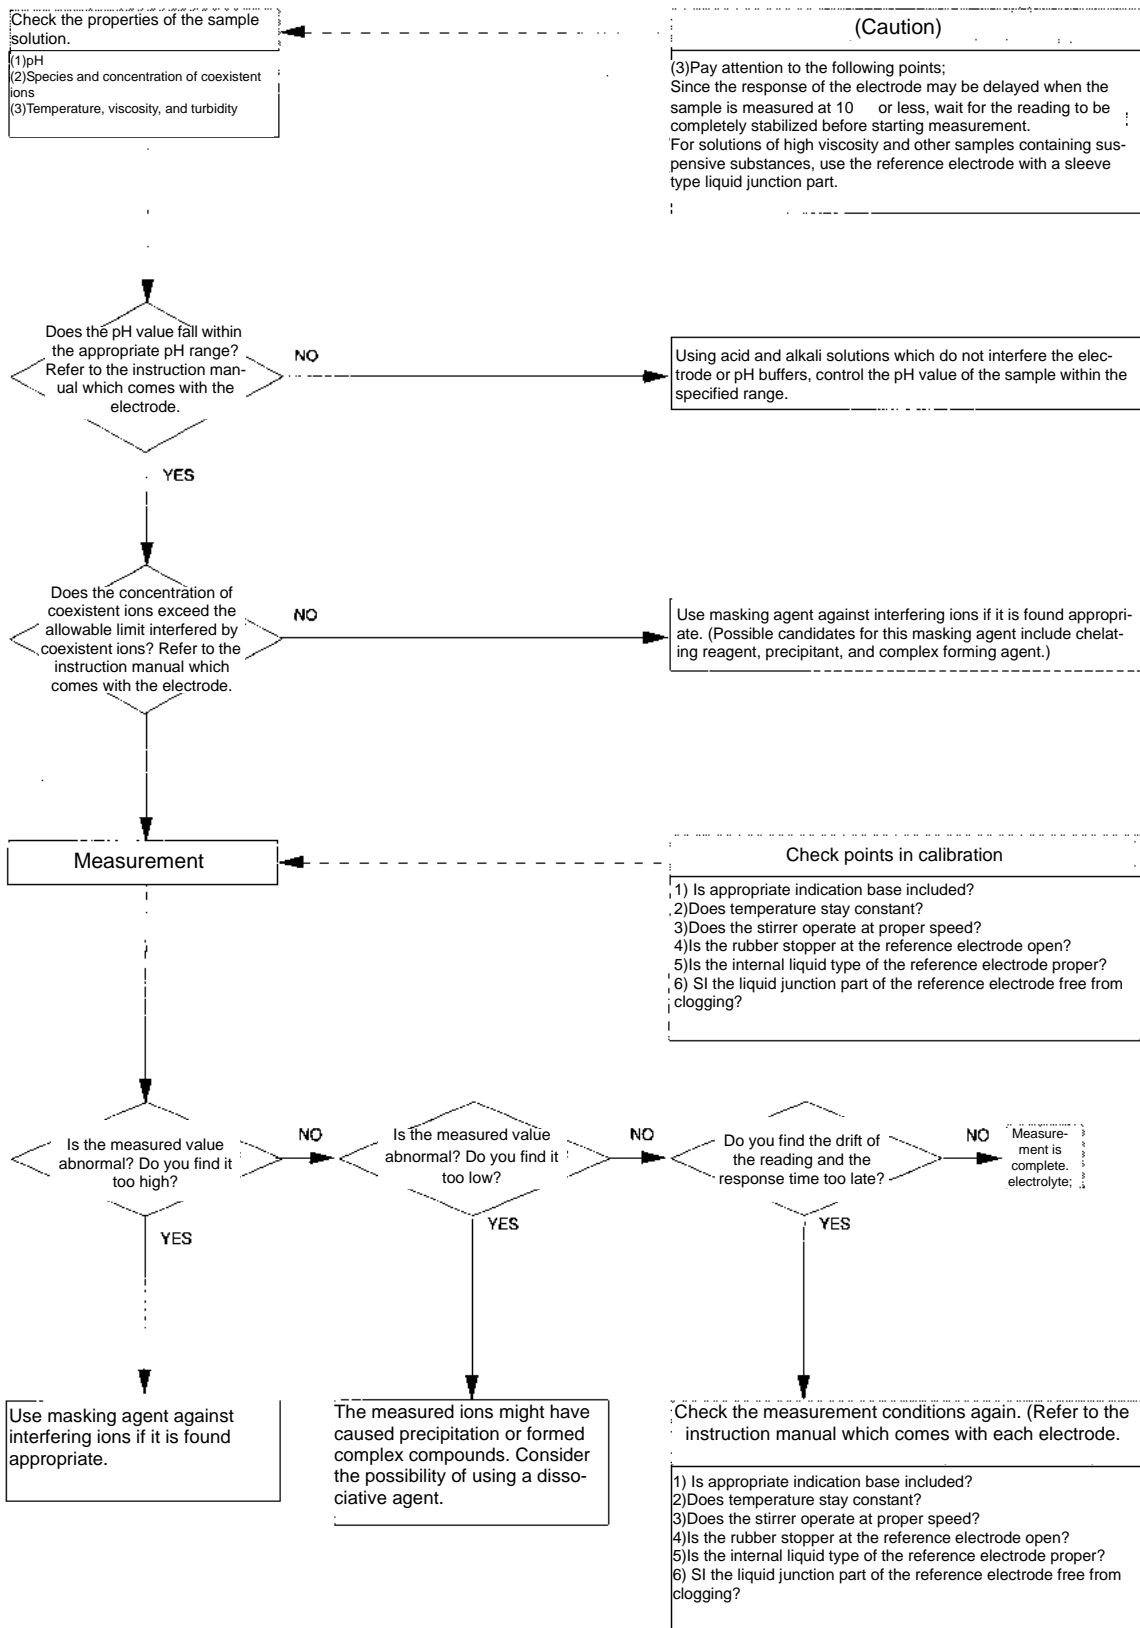 Check the properties of the sample
solution.
(1)pH
(2)Species and concentration of coexistent
ions
(3)Temperature, viscosity, and turbidity
(Caution)
(3)Pay attention to the following points;
Since the response of the electrode may be delayed when the
sample is measured at 10 or less, wait for the reading to be
completely stabilized before starting measurement.
For solutions of high viscosity and other samples containing sus-
pensive substances, use the reference electrode with a sleeve
type liquid junction part.
Does the pH value fall within
the appropriate pH range?
Refer to the instruction man-
ual which comes with the
electrode.
NO
Using acid and alkali solutions which do not interfere the elec-
trode or pH buffers, control the pH value of the sample within the
specified range.
YES
Does the concentration of
coexistent ions exceed the
allowable limit interfered by
coexistent ions? Refer to the
instruction manual which
comes with the electrode.
NO
Use masking agent against interfering ions if it is found appropri-
ate. (Possible candidates for this masking agent include chelat-
ing reagent, precipitant, and complex forming agent.)
Measurement
Check points in calibration
1) Is appropriate indication base included?
2)Does temperature stay constant?
3)Does the stirrer operate at proper speed?
4)Is the rubber stopper at the reference electrode open?
5)Is the internal liquid type of the reference electrode proper?
6) SI the liquid junction part of the reference electrode free from
clogging?
Is the measured value
abnormal? Do you find it
too high?
NO
Is the measured value
abnormal? Do you find it
too low?
NO
Do you find the drift of
the reading and the
response time too late?
NO
Measure-
ment is
complete.
electrolyte;
YES
YES
YES
Use masking agent against
interfering ions if it is found
appropriate.
The measured ions might have
caused precipitation or formed
complex compounds. Consider
the possibility of using a disso-
ciative agent.
Check the measurement conditions again. (Refer to the
instruction manual which comes with each electrode.
1) Is appropriate indication base included?
2)Does temperature stay constant?
3)Does the stirrer operate at proper speed?
4)Is the rubber stopper at the reference electrode open?
5)Is the internal liquid type of the reference electrode proper?
6) SI the liquid junction part of the reference electrode free from
clogging?